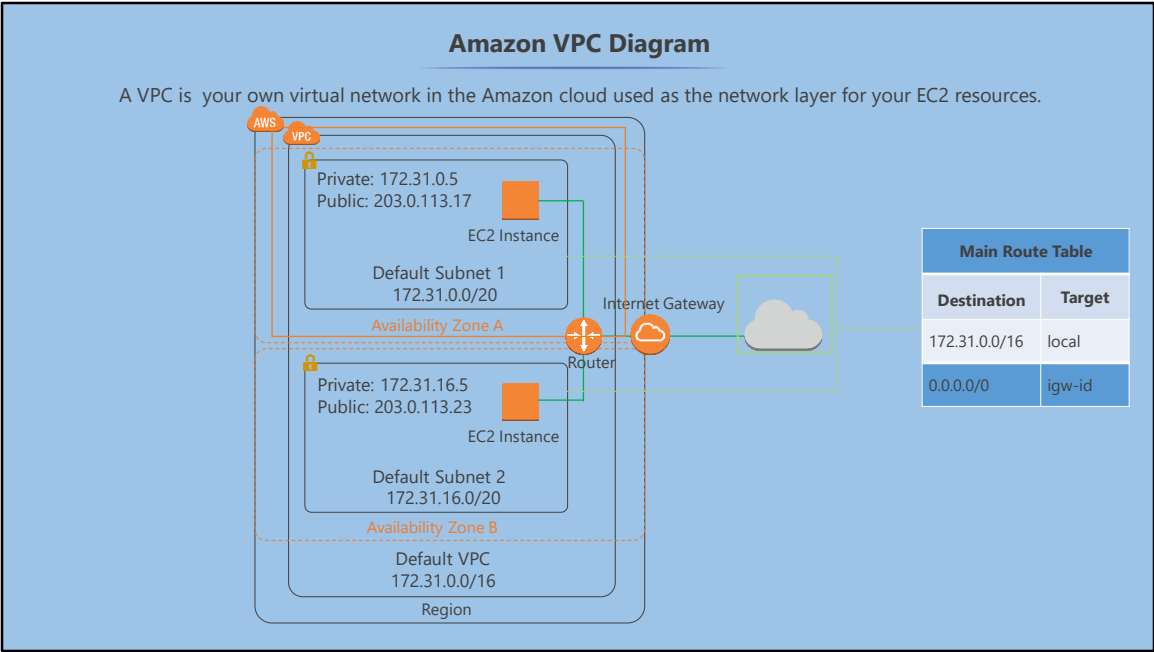 Amazon VPC Diagram
A VPC is  your own virtual network in the Amazon cloud used as the network layer for your EC2 resources.
AWS
VPC
Private: 172.31.0.5
Public: 203.0.113.17
EC2 Instance
Default Subnet 1
172.31.0.0/20
Availability Zone A
Internet Gateway
Router
Private: 172.31.16.5
Public: 203.0.113.23
EC2 Instance
Default Subnet 2
172.31.16.0/20
Availability Zone B
Default VPC
172.31.0.0/16
Region
Main Route Table
Destination Target
172.31.0.0/16 local
0.0.0.0/0 igw-id